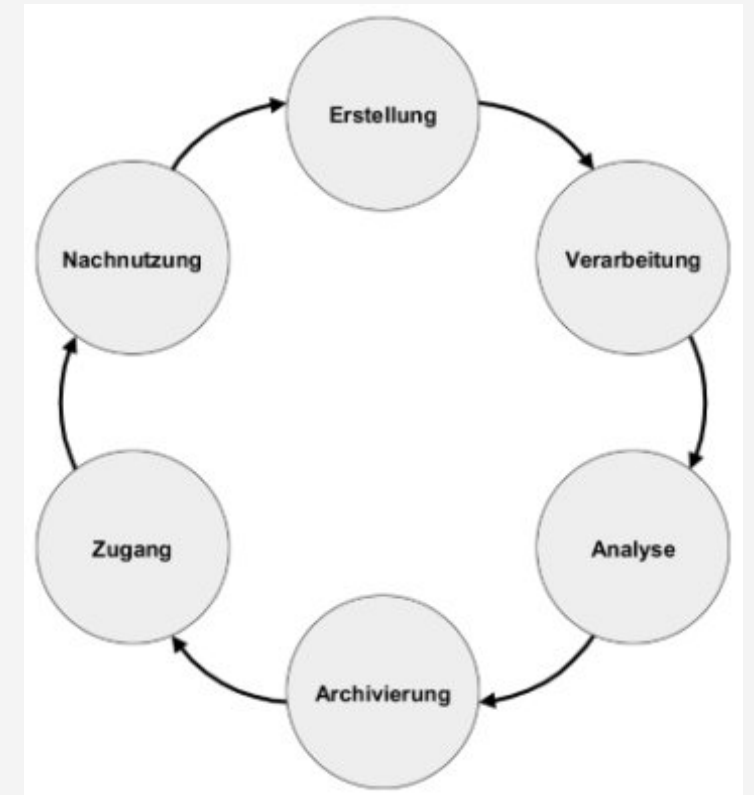 Erstellung
Verarbeitung
Analyse
Archivierung
Zugang
Nachnutzung